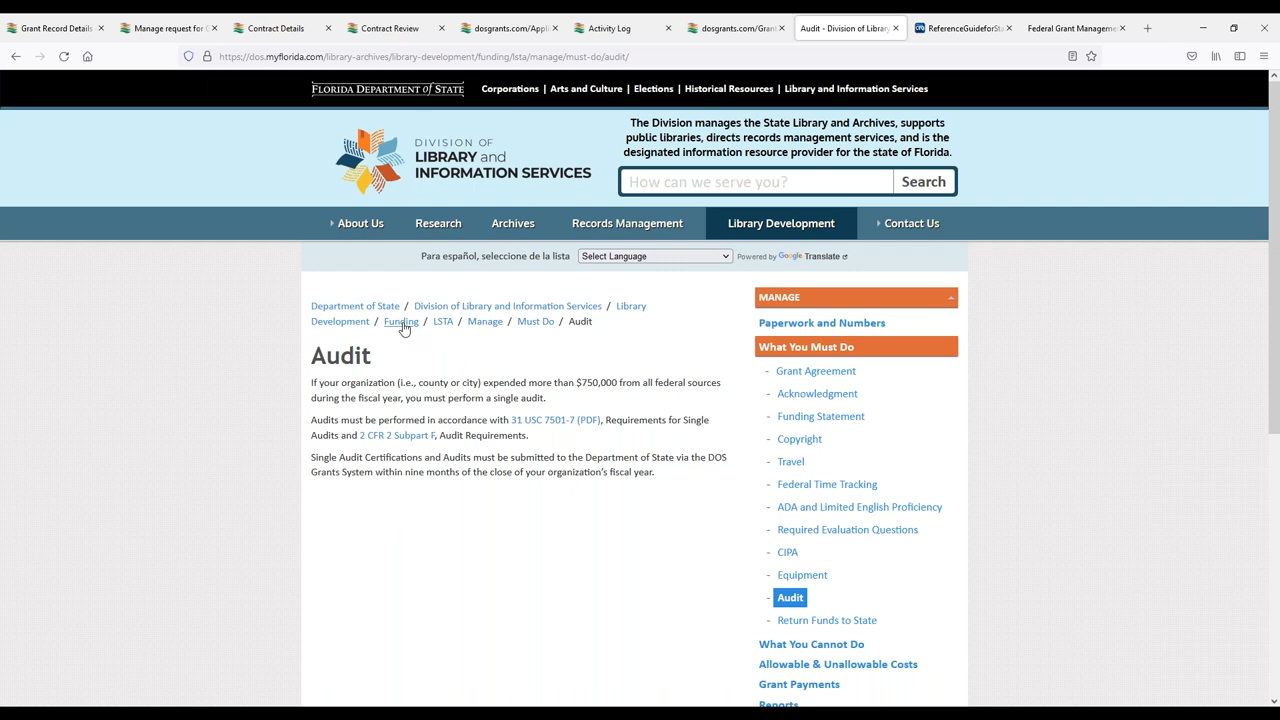 Grant Record Details
Manage request for G
Contract Details
Contract Review
dosgrants.com/Appl
Activity Log
dosgrants.com/Grant
Audit - Division of Library
ReferenceGuideforSta
Federal Grant Manageme
https://dos.myflorida.com/library-archives/library-development/funding/lsta/manage/must-do/audit/
FLORIDA DEPARTMENT of STATE
Corporations | Arts and Culture | Elections | Historical Resources | Library and Information Services
DIVISION OF
LIBRARY and
INFORMATION SERVICES
The Division manages the State Library and Archives, supports
public libraries, directs records management services, and is the
designated information resource provider for the state of Florida.
How can we serve you?
Search
About Us
Research
Archives
Records Management
Library Development
Contact Us
Para español, seleccione de la lista
Select Language
Powered by Google Translate
Department of State / Division of Library and Information Services / Library
Development / Funding / LSTA / Manage / Must Do / Audit
Audit
If your organization (i.e., county or city) expended more than $750,000 from all federal sources
during the fiscal year, you must perform a single audit.
Audits must be performed in accordance with 31 USC 7501-7 (PDF), Requirements for Single
Audits and 2 CFR 2 Subpart F, Audit Requirements.
Single Audit Certifications and Audits must be submitted to the Department of State via the DOS
Grants System within nine months of the close of your organization's fiscal year.
MANAGE
Paperwork and Numbers
What You Must Do
- Grant Agreement
- Acknowledgment
- Funding Statement
- Copyright
- Travel
- Federal Time Tracking
- ADA and Limited English Proficiency
- Required Evaluation Questions
- CIPA
- Equipment
- Audit
- Return Funds to State
What You Cannot Do
Allowable & Unallowable Costs
Grant Payments
Reports